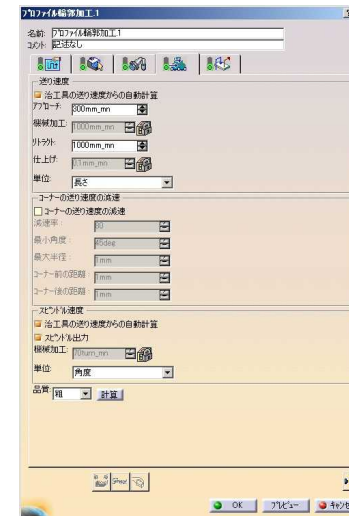 プロファイル輪郭加工.1
名前: プロファイル輪郭加工.1
コメント: 記述なし
送り速度
治工具の送り速度からの自動計算
アプローチ: 300mm_mn
機械加工: 1000mm_mn
リトラクト: 1000mm_mn
仕上げ: 0.1mm_mn
単位: 長さ
コーナーの送り速度の減速
コーナーの送り速度の減速
減速率: 80
最小角度: 45deg
最大半径: 1mm
コーナー前の距離: 1mm
コーナー後の距離: 1mm
スピンドル速度
治工具の送り速度からの自動計算
スピンドル出力
機械加工: 70turn_mn
単位: 角度
品質: 粗 計算
OK プレビュー キャンセ